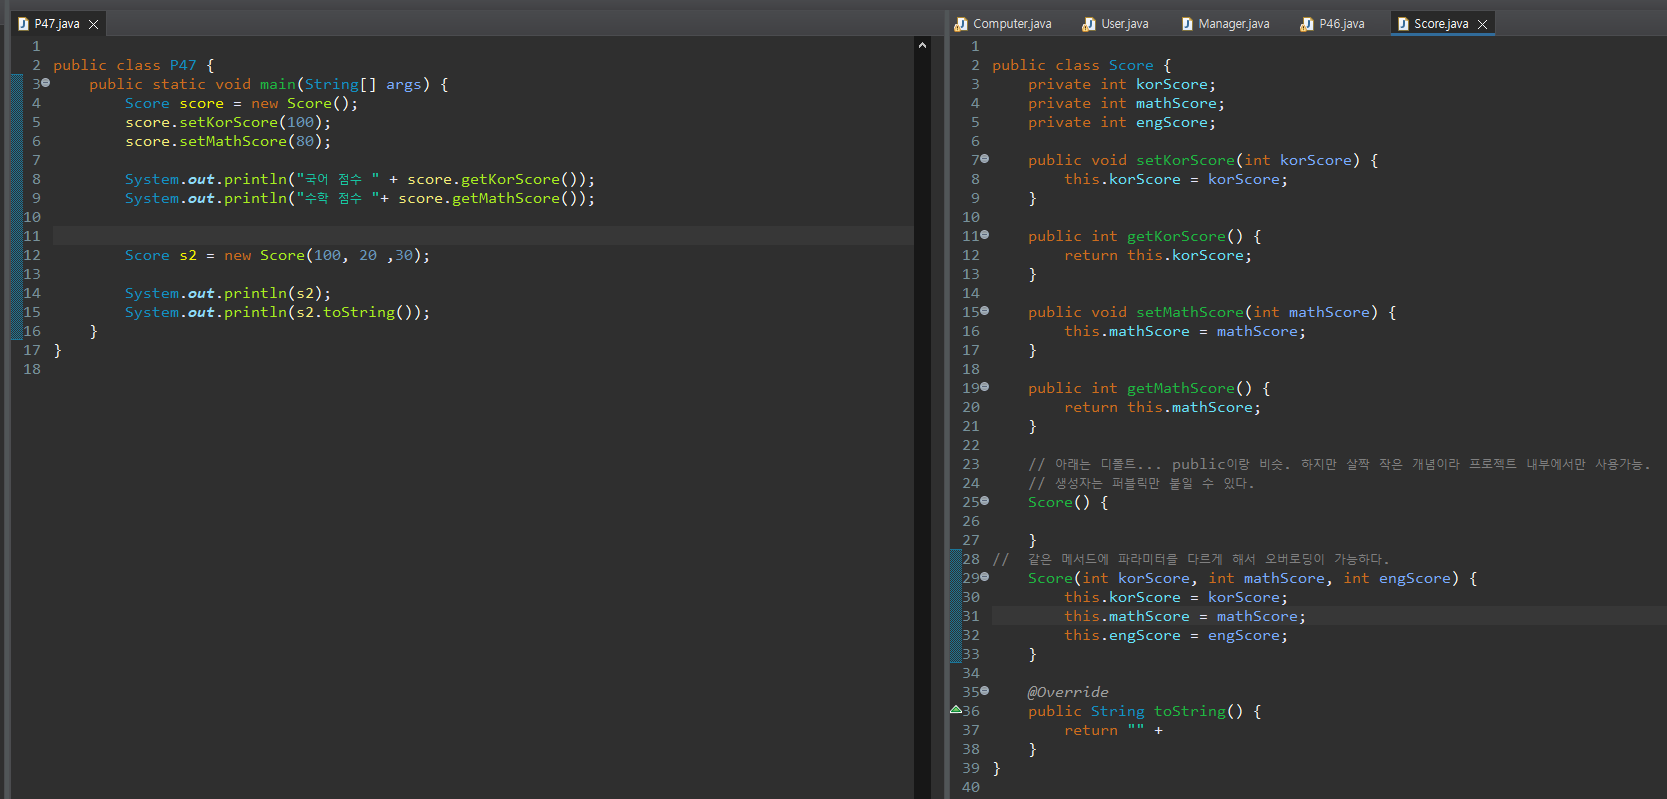 P47.java
1
2 public class P47 {
3 public static void main(String[] args) {
4 Score score = new Score();
5 score.setKorScore(100);
6 score.setMathScore(80);
7
8 System.out.println("국어 점수 " + score.getKorScore());
9 System.out.println("수학 점수 "+ score.getMathScore());
10
11
12 Score s2 = new Score(100, 20 ,30);
13
14 System.out.println(s2);
15 System.out.println(s2.toString());
16 }
17 }
18
Computer.java User.java Manager.java P46.java Score.java
1
2 public class Score {
3 private int korScore;
4 private int mathScore;
5 private int engScore;
6
7 public void setKorScore(int korScore) {
8 this.korScore = korScore;
9 }
10
11 public int getKorScore() {
12 return this.korScore;
13 }
14
15 public void setMathScore(int mathScore) {
16 this.mathScore = mathScore;
17 }
18
19 public int getMathScore() {
20 return this.mathScore;
21 }
22
23 // 아래는 디폴트... public이랑 비슷. 하지만 살짝 작은 개념이라 프로젝트 내부에서만 사용가능.
24 // 생성자는 퍼블릭만 붙일 수 있다.
25 Score() {
26
27 }
28 // 같은 메서드에 파라미터를 다르게 해서 오버로딩이 가능하다.
29 Score(int korScore, int mathScore, int engScore) {
30 this.korScore = korScore;
31 this.mathScore = mathScore;
32 this.engScore = engScore;
33 }
34
35 @Override
36 public String toString() {
37 return "" +
38 }
39 }
40